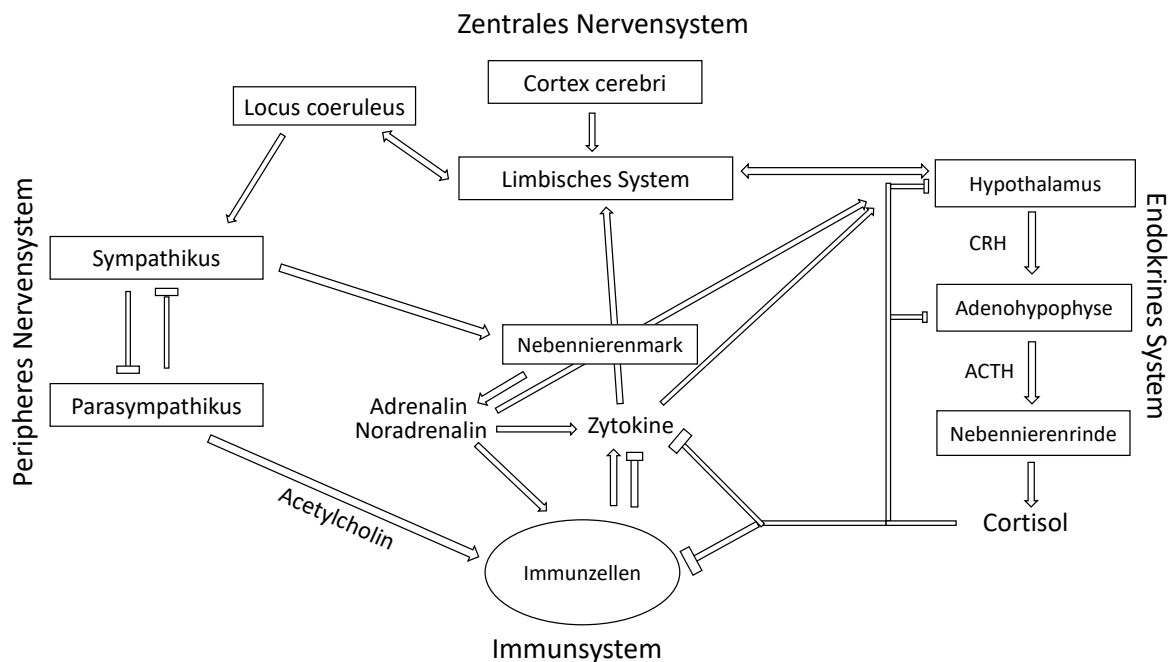 Zentrales Nervensystem
Cortex cerebri
Locus coeruleus
Limbisches System
Hypothalamus
Peripheres Nervensystem
Endokrines System
CRH
Sympathikus
Adenohypophyse
Nebennierenmark
ACTH
Parasympathikus
Adrenalin
Noradrenalin
Zytokine
Nebennierenrinde
Acetylcholin
Cortisol
Immunzellen
Immunsystem